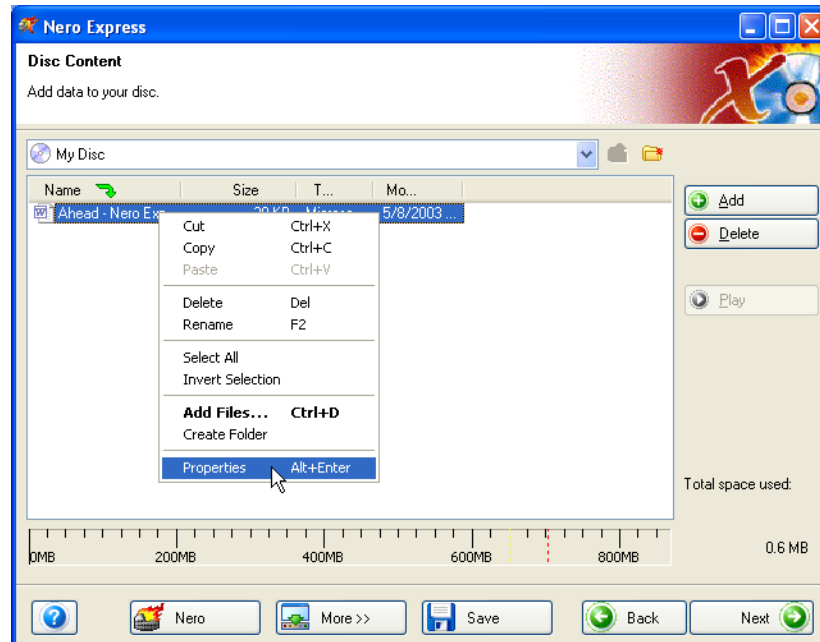 Nero Express
Disc Content
Add data to your disc.
My Disc
Name Size T... Mo...
Ahead - Nero 5/8/2003 ...
Cut Ctrl+X
Copy Ctrl+C
Paste Ctrl+V
Delete Del
Rename F2
Select All
Invert Selection
Add Files... Ctrl+D
Create Folder
Properties Alt+Enter
Add
Delete
Play
Total space used:
0MB 200MB 400MB 600MB 800MB
0.6 MB
Nero More >> Save Back Next